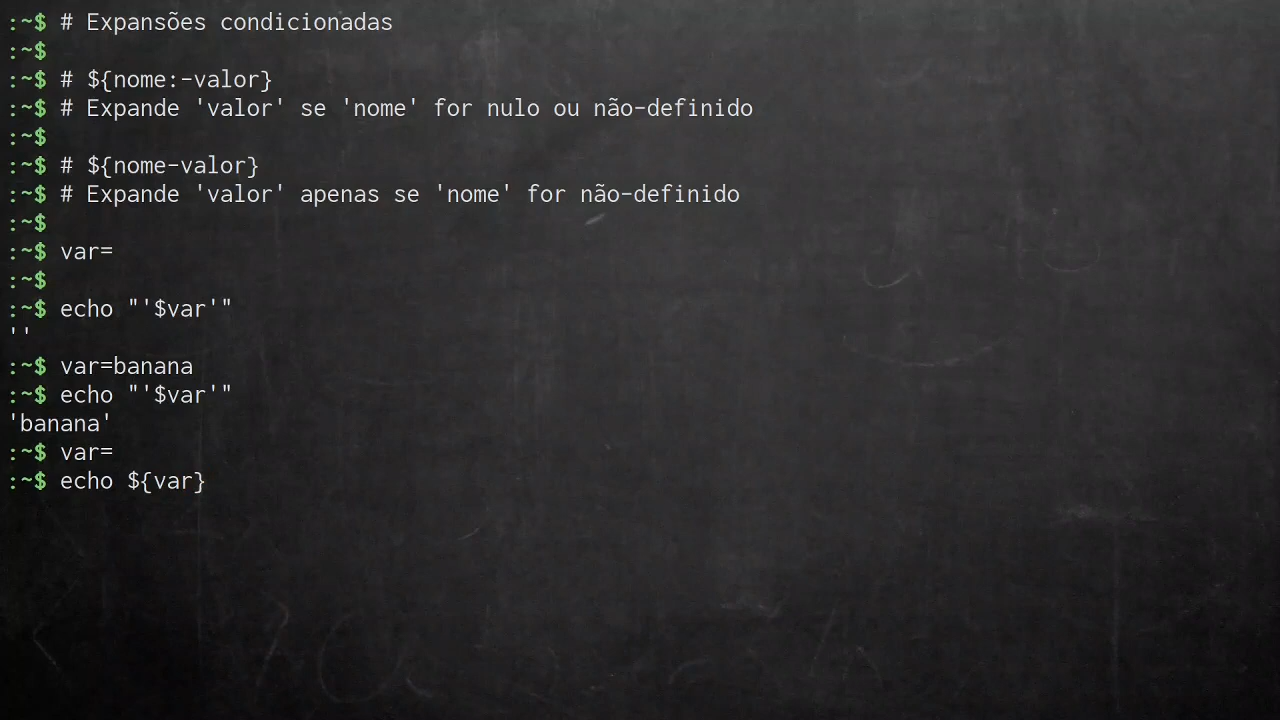 :~$ # Expansões condicionadas
:~$
:~$ # ${nome:-valor}
:~$ # Expande 'valor' se 'nome' for nulo ou não-definido
:~$
:~$ # ${nome-valor}
:~$ # Expande 'valor' apenas se 'nome' for não-definido
:~$
:~$ var=
:~$
:~$ echo "'$var'"
''
:~$ var=banana
:~$ echo "'$var'"
'banana'
:~$ var=
:~$ echo ${var}